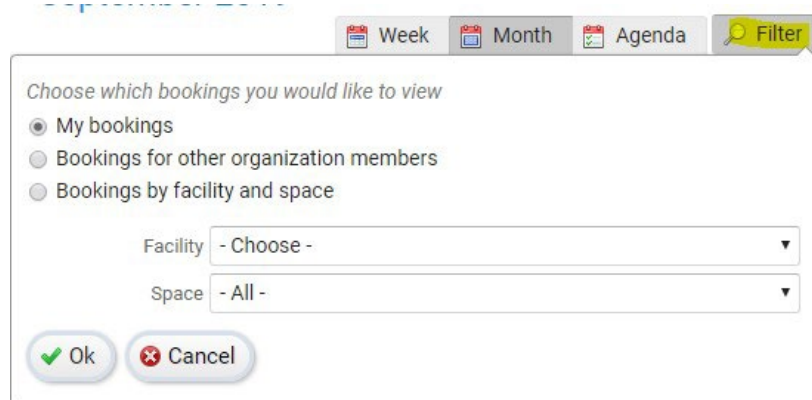 Week Month Agenda Filter
Choose which bookings you would like to view
My bookings
Bookings for other organization members
Bookings by facility and space
Facility - Choose -
Space - All -
Ok Cancel